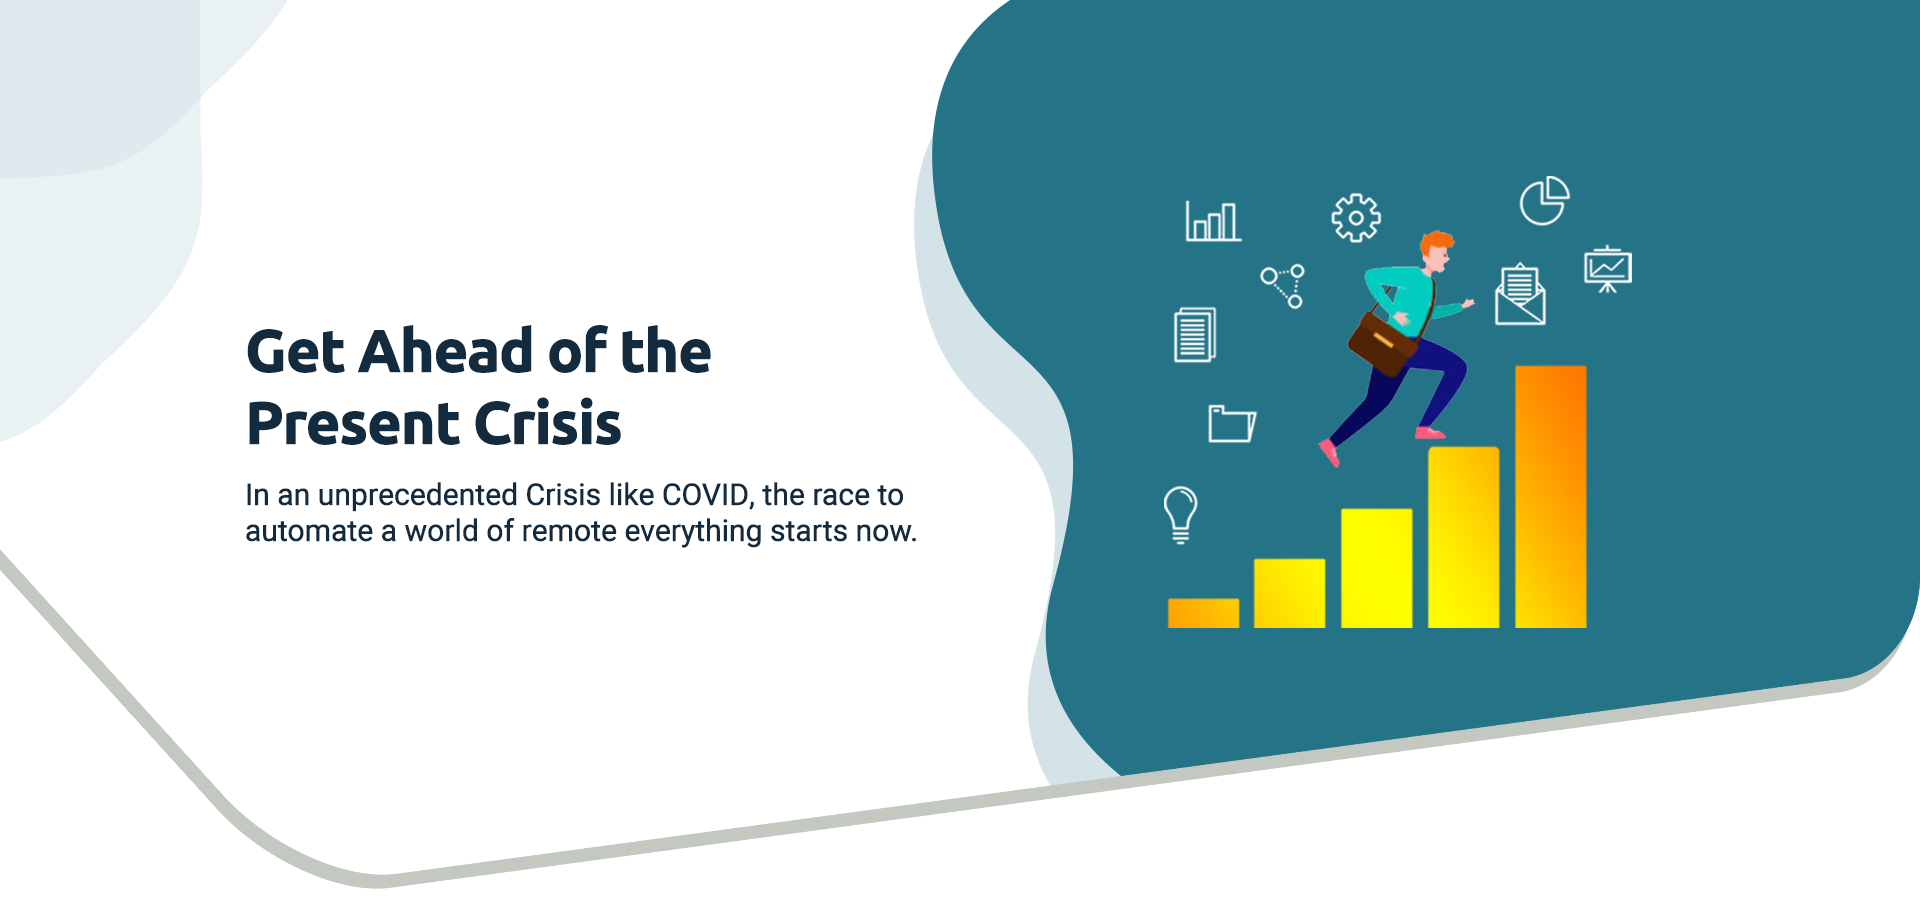 Get Ahead of the
Present Crisis
In an unprecedented Crisis like COVID, the race to
automate a world of remote everything starts now.